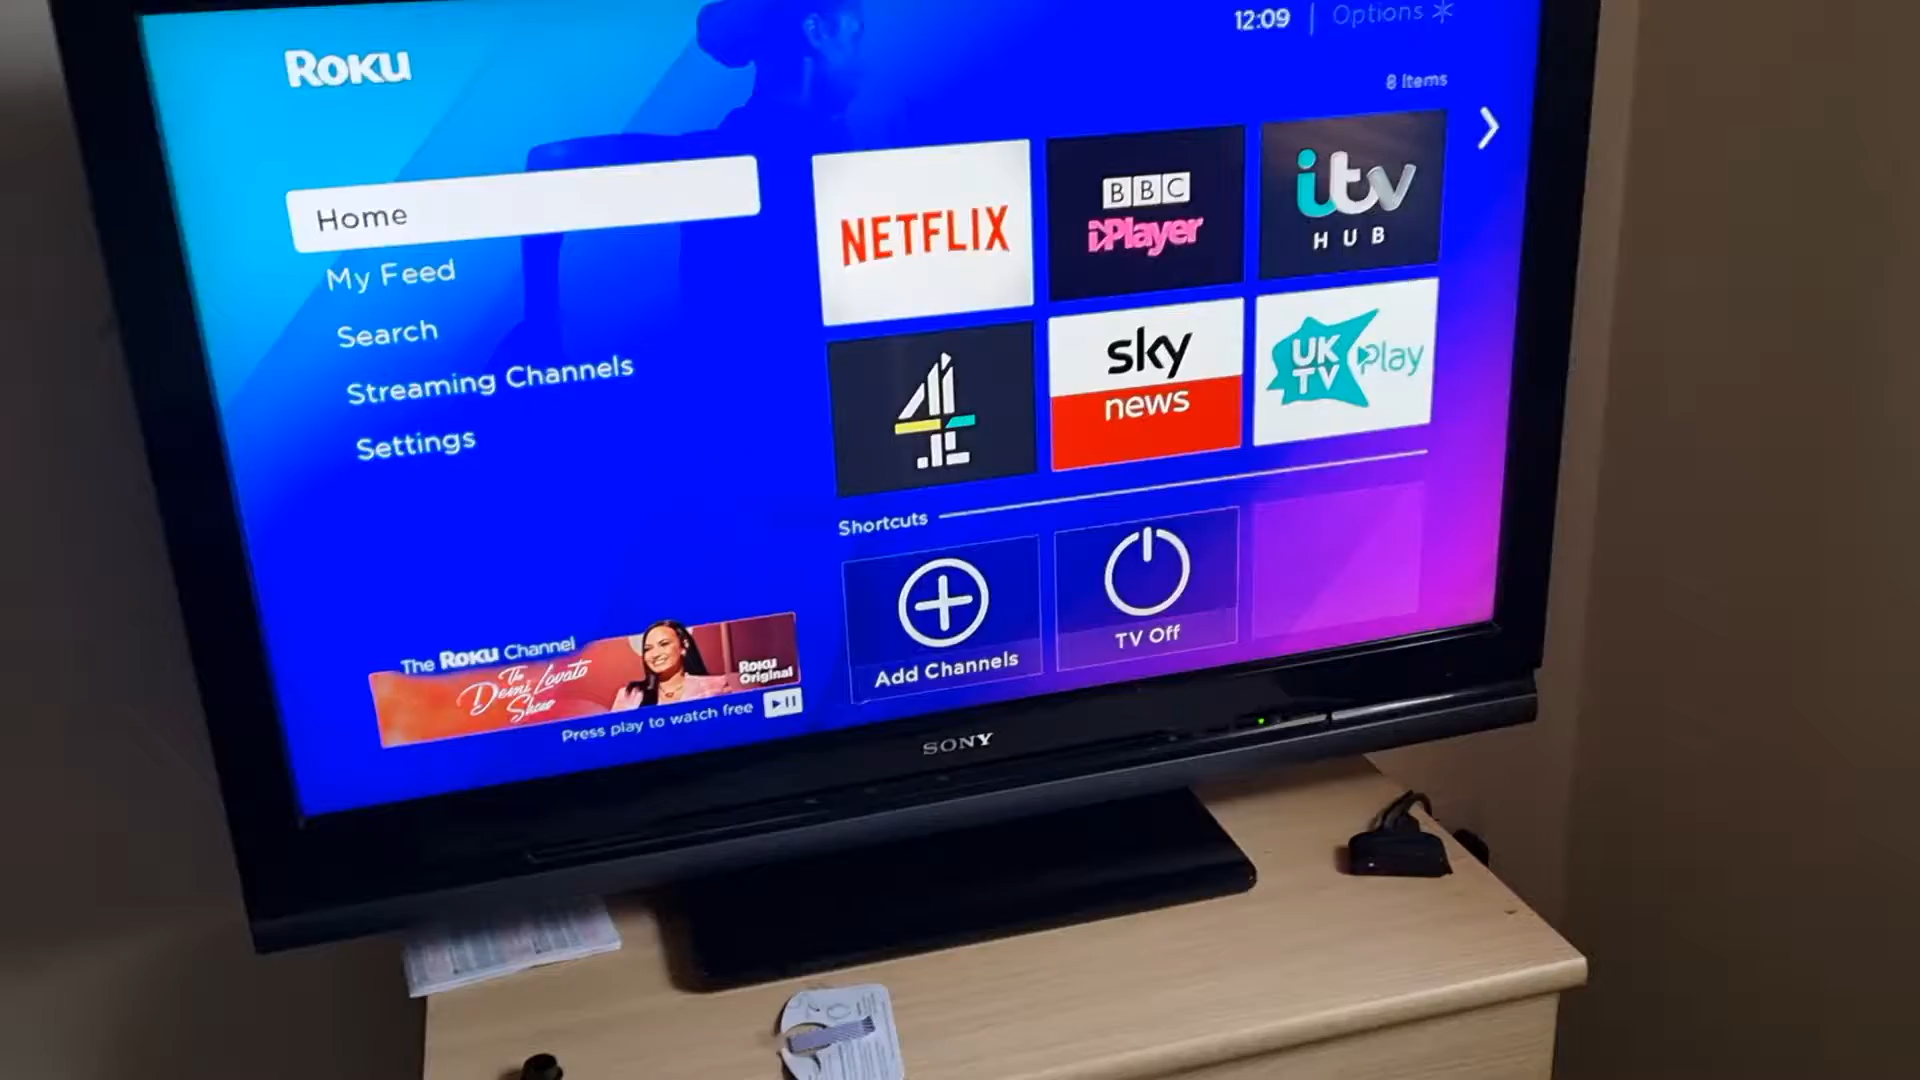 Roku
12:09 | Options
8 Items
Home
My Feed
Search
Streaming Channels
Settings
NETFLIX
BBC
iPlayer
itv
HUB
4
sky
news
UK
TV
Play
Shortcuts
Add Channels
TV Off
The Roku Channel
The
Demi Lovato
Show
Roku
Original
Press play to watch free
SONY